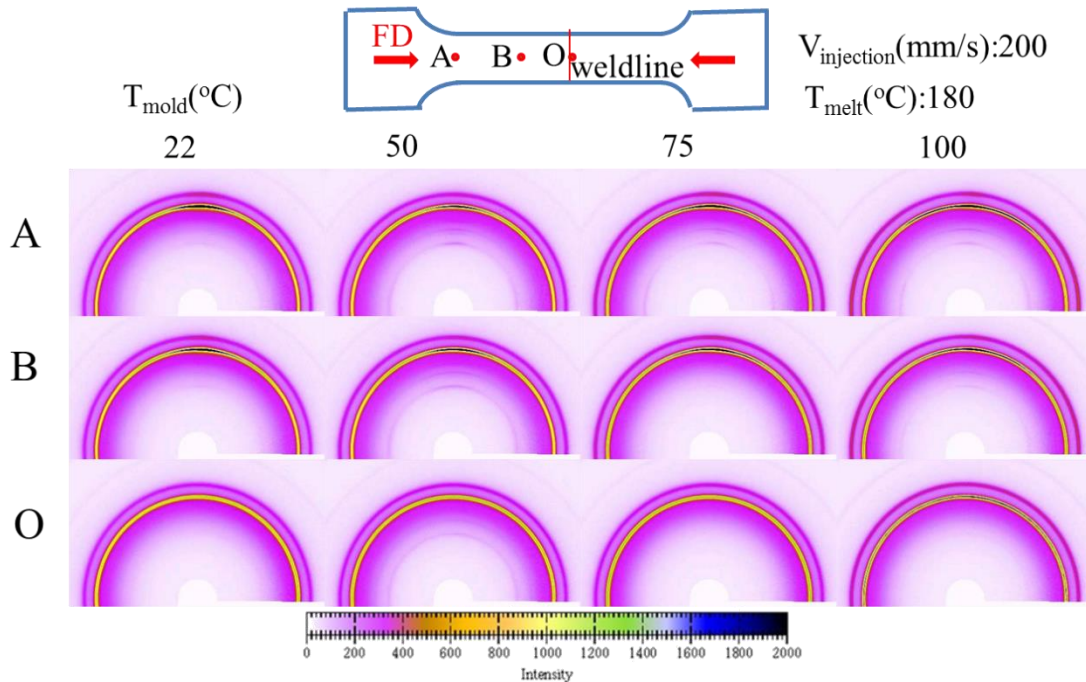 FD
A B O weldline
V_injection(mm/s):200
T_melt(°C):180
T_mold(°C)
22 50 75 100
A
B
O
0 200 400 600 800 1000 1200 1400 1600 1800 2000
Intensity